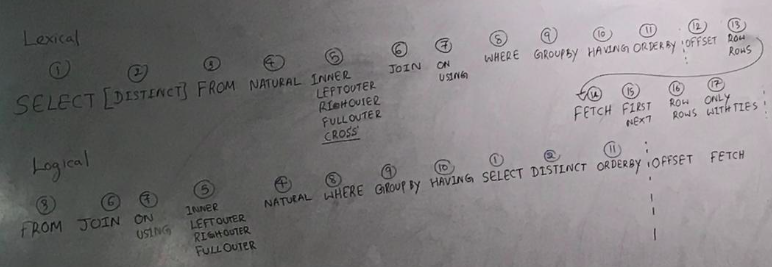 Lexical
① ② ③ ④ ⑤ ⑥ ⑦ ⑧ ⑨ ⑩ ⑪ ⑫ ⑬
SELECT [DISTINCT] FROM NATURAL INNER JOIN ON WHERE GROUPBY HAVING ORDERBY OFFSET ROW
LEFTOUTER USING ROWS
RIGHOUTER
FULLOUTER
CROSS
⑭ ⑮ ⑯ ⑰
FETCH FIRST ROW ONLY
NEXT ROWS WITHTIES
Logical
③ ⑥ ⑦ ⑤ ④ ⑧ ⑨ ⑩ ① ② ⑪
FROM JOIN ON INNER NATURAL WHERE GROUPBY HAVING SELECT DISTINCT ORDERBY OFFSET FETCH
USING LEFTOUTER
RIGHOUTER
FULLOUTER